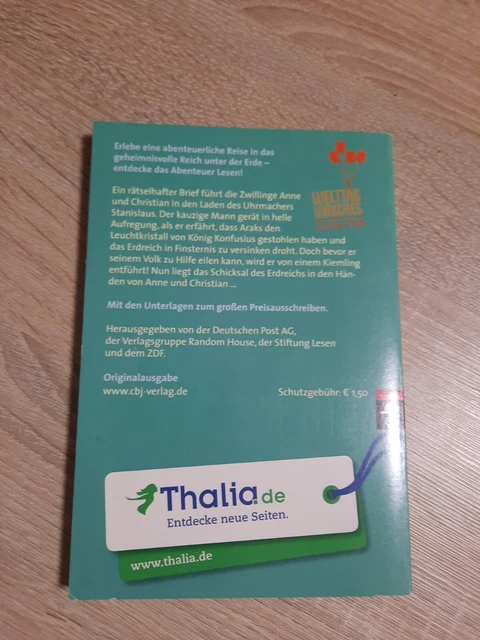 Erlebe eine abenteuerliche Reise in das
geheimnisvolle Reich unter der Erde –
entdecke das Abenteuer Lesen!
WELTTAG
DES BUCHES
Ein rätselhafter Brief führt die Zwillinge Anne
und Christian in den Laden des Uhrmachers
Stanislaus. Der kauzige Mann gerät in helle
Aufregung, als er erfährt, dass Araks den
Leuchtkristall von König Konfusius gestohlen haben und
das Erdreich in Finsternis zu versinken droht. Doch bevor er
seinem Volk zu Hilfe eilen kann, wird er von einem Kiemling
entführt! Nun liegt das Schicksal des Erdreichs in den Hän-
den von Anne und Christian ...
Mit den Unterlagen zum großen Preisausschreiben.
Herausgegeben von der Deutschen Post AG,
der Verlagsgruppe Random House, der Stiftung Lesen
und dem ZDF.
Originalausgabe
www.cbj-verlag.de
Schutzgebühr: € 1,50
Thalia.de
Entdecke neue Seiten.
www.thalia.de